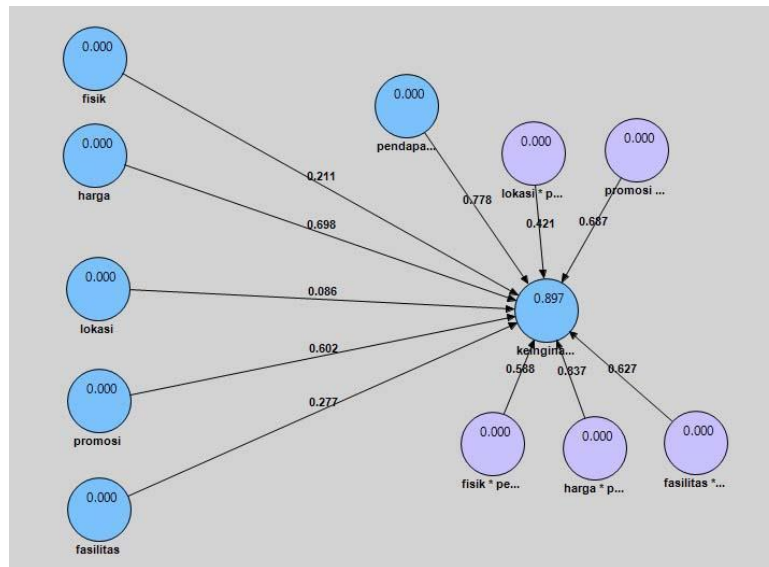 0.000
fisik
0.000
harga
0.000
lokasi
0.000
promosi
0.000
fasilitas
0.000
pendapa...
0.000
lokasi * p...
0.000
promosi ...
0.211
0.698
0.086
0.602
0.277
0.778
0.421
0.687
0.897
keingina...
0.588
0.837
0.627
0.000
fisik * pe...
0.000
harga * p...
0.000
fasilitas *...